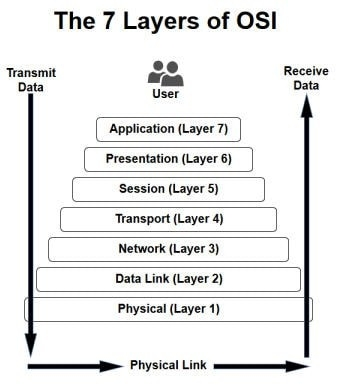 The 7 Layers of OSI
Transmit
Data
User
Receive
Data
Application (Layer 7)
Presentation (Layer 6)
Session (Layer 5)
Transport (Layer 4)
Network (Layer 3)
Data Link (Layer 2)
Physical (Layer 1)
Physical Link